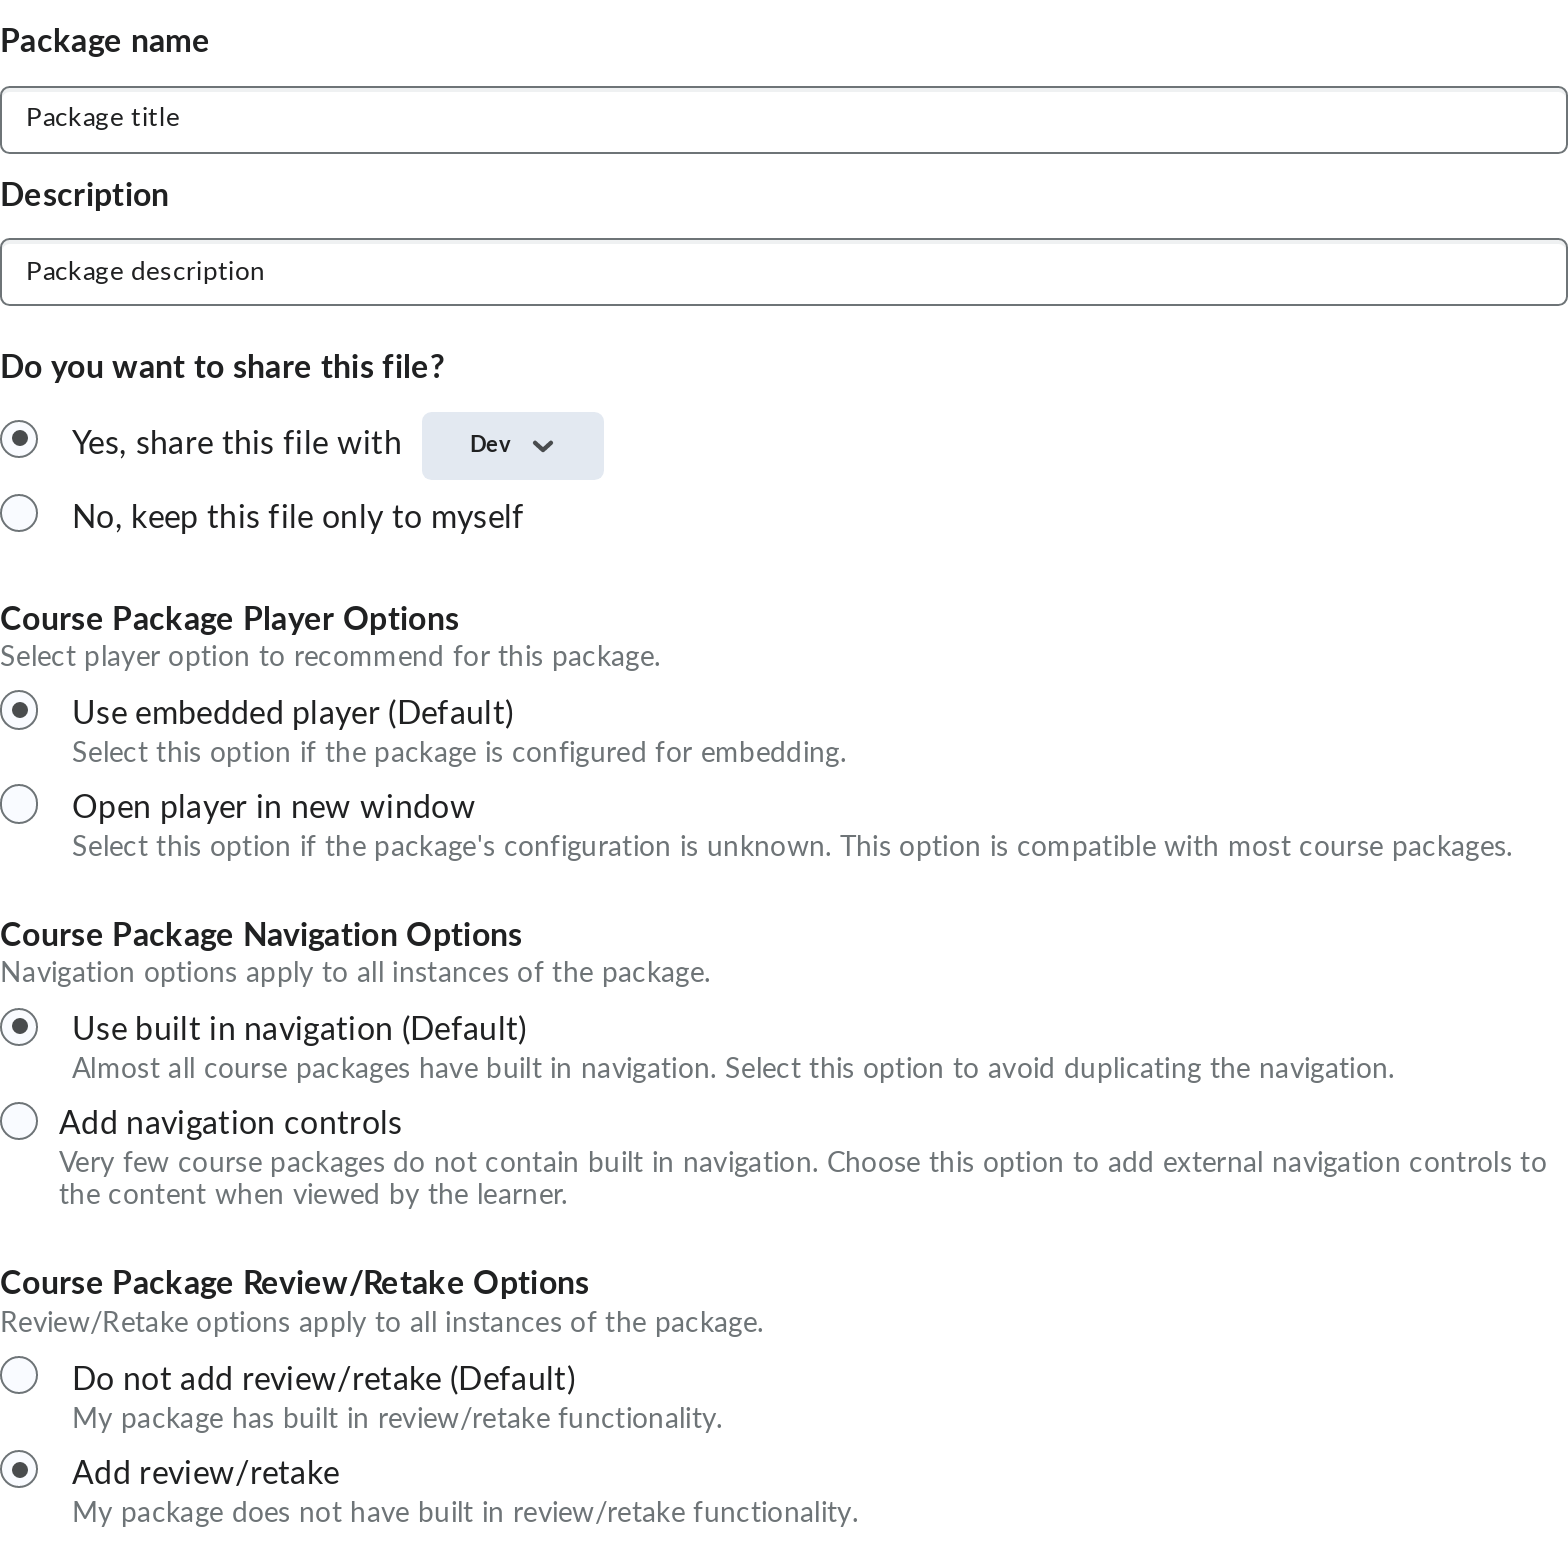 Package name
Package title
Description
Package description
Do you want to share this file?
Yes, share this file with Dev
No, keep this file only to myself
Course Package Player Options
Select player option to recommend for this package.
Use embedded player (Default)
Select this option if the package is configured for embedding.
Open player in new window
Select this option if the package's configuration is unknown. This option is compatible with most course packages.
Course Package Navigation Options
Navigation options apply to all instances of the package.
Use built in navigation (Default)
Almost all course packages have built in navigation. Select this option to avoid duplicating the navigation.
Add navigation controls
Very few course packages do not contain built in navigation. Choose this option to add external navigation controls to
the content when viewed by the learner.
Course Package Review/Retake Options
Review/Retake options apply to all instances of the package.
Do not add review/retake (Default)
My package has built in review/retake functionality.
Add review/retake
My package does not have built in review/retake functionality.